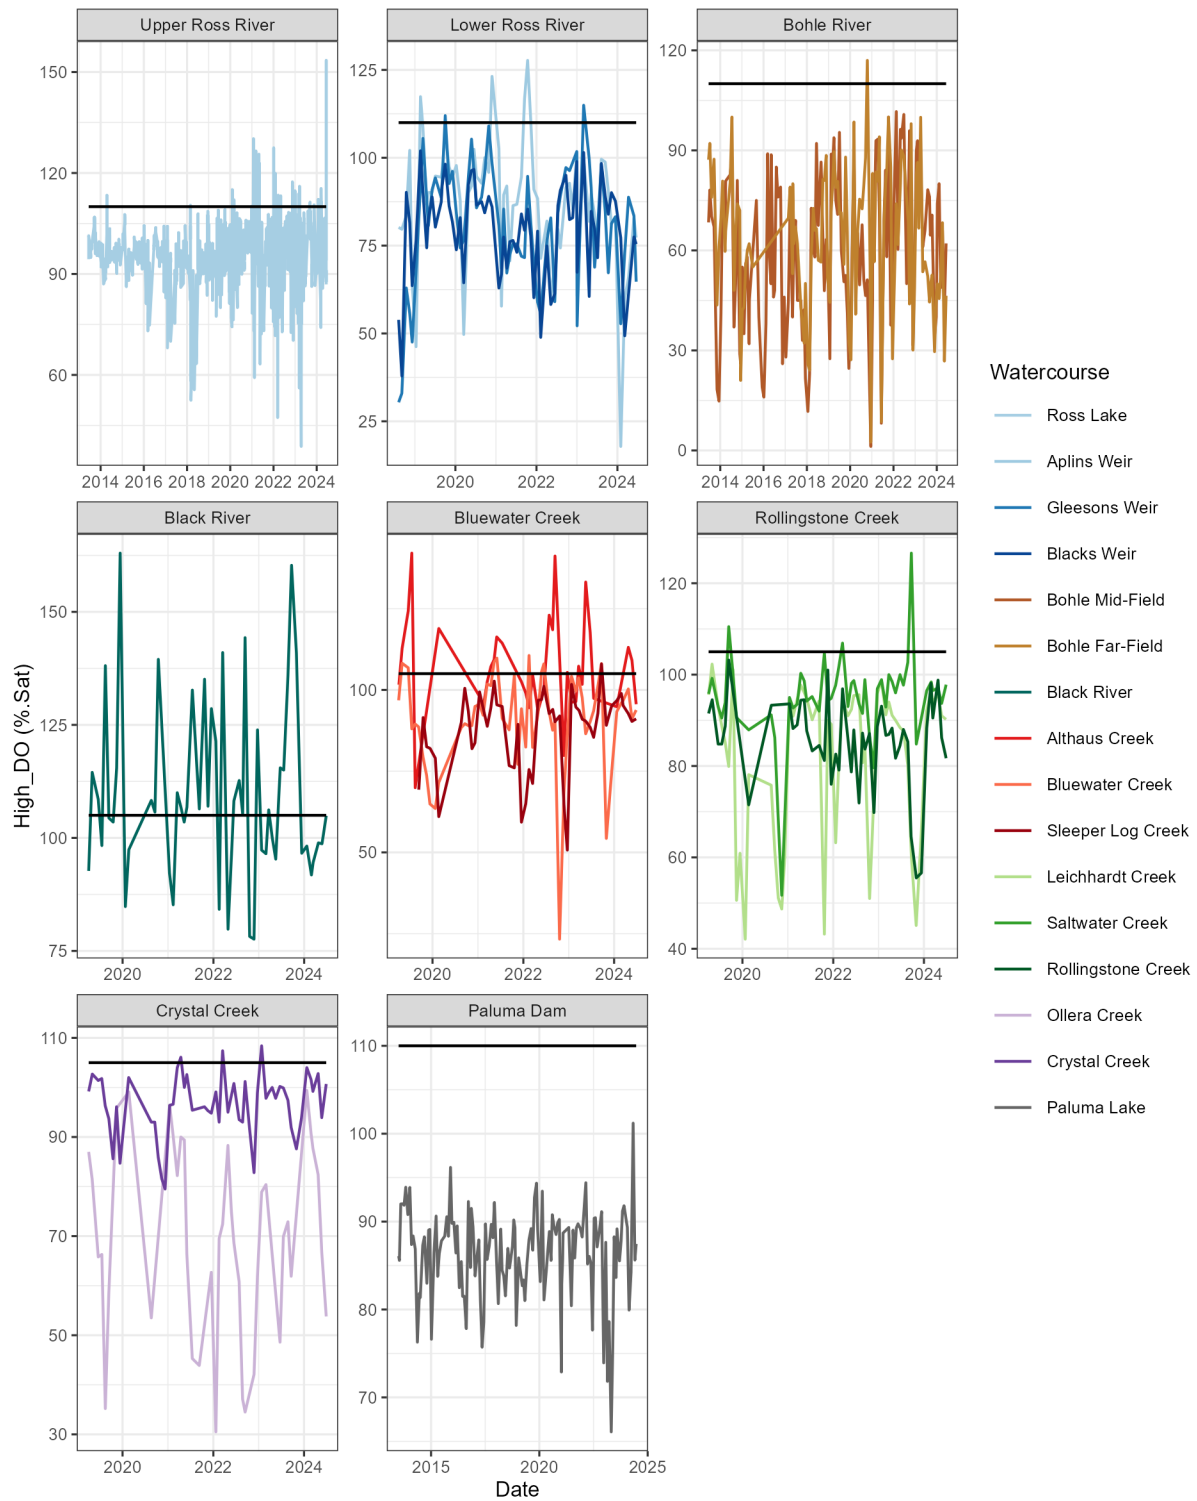 Upper Ross River
Lower Ross River
Bohle River
150
120
90
60
2014 2016 2018 2020 2022 2024
125
100
75
50
25
2020 2022 2024
120
90
60
30
0
2014 2016 2018 2020 2022 2024
Black River
Bluewater Creek
Rollingstone Creek
150
125
100
75
2020 2022 2024
100
50
2020 2022 2024
120
100
80
60
40
2020 2022 2024
Crystal Creek
Paluma Dam
110
90
70
50
30
2020 2022 2024
110
100
90
80
70
2015 2020 2025
High_DO (%.Sat)
Date
Watercourse
Ross Lake
Aplins Weir
Gleesons Weir
Blacks Weir
Bohle Mid-Field
Bohle Far-Field
Black River
Althaus Creek
Bluewater Creek
Sleeper Log Creek
Leichhardt Creek
Saltwater Creek
Rollingstone Creek
Ollera Creek
Crystal Creek
Paluma Lake